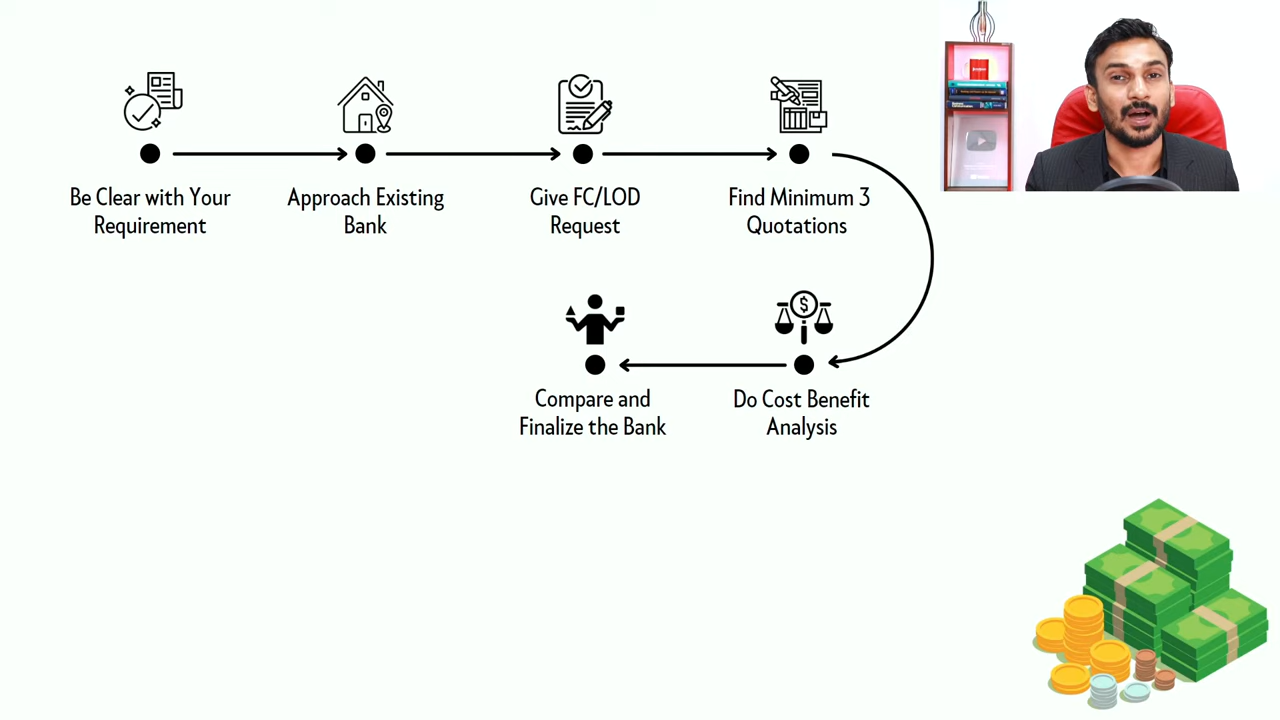 Be Clear with Your
Requirement
Approach Existing
Bank
Give FC/LOD
Request
Find Minimum 3
Quotations
Do Cost Benefit
Analysis
Compare and
Finalize the Bank